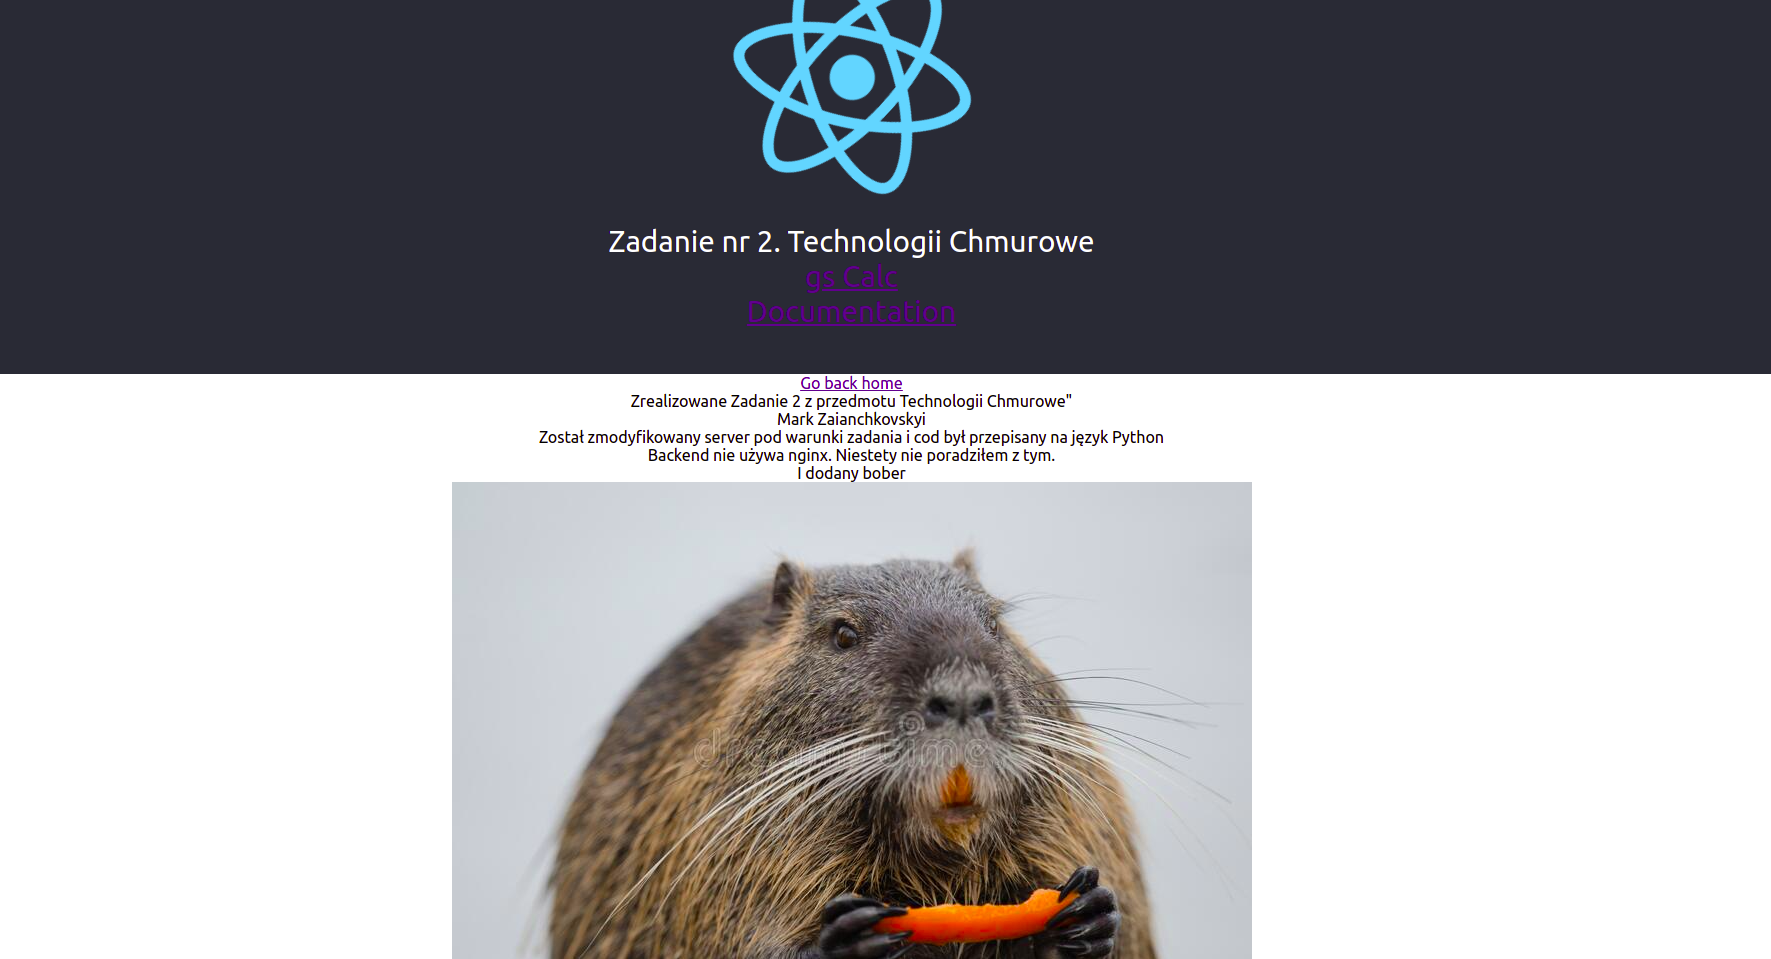 Zadanie nr 2. Technologii Chmurowe
gs Calc
Documentation
Go back home
Zrealizowane Zadanie 2 z przedmotu Technologii Chmurowe"
Mark Zaianchkovskyi
Został zmodyfikowany server pod warunki zadania i cod był przepisany na język Python
Backend nie używa nginx. Niestety nie poradziłem z tym.
I dodany bober
dreamstime